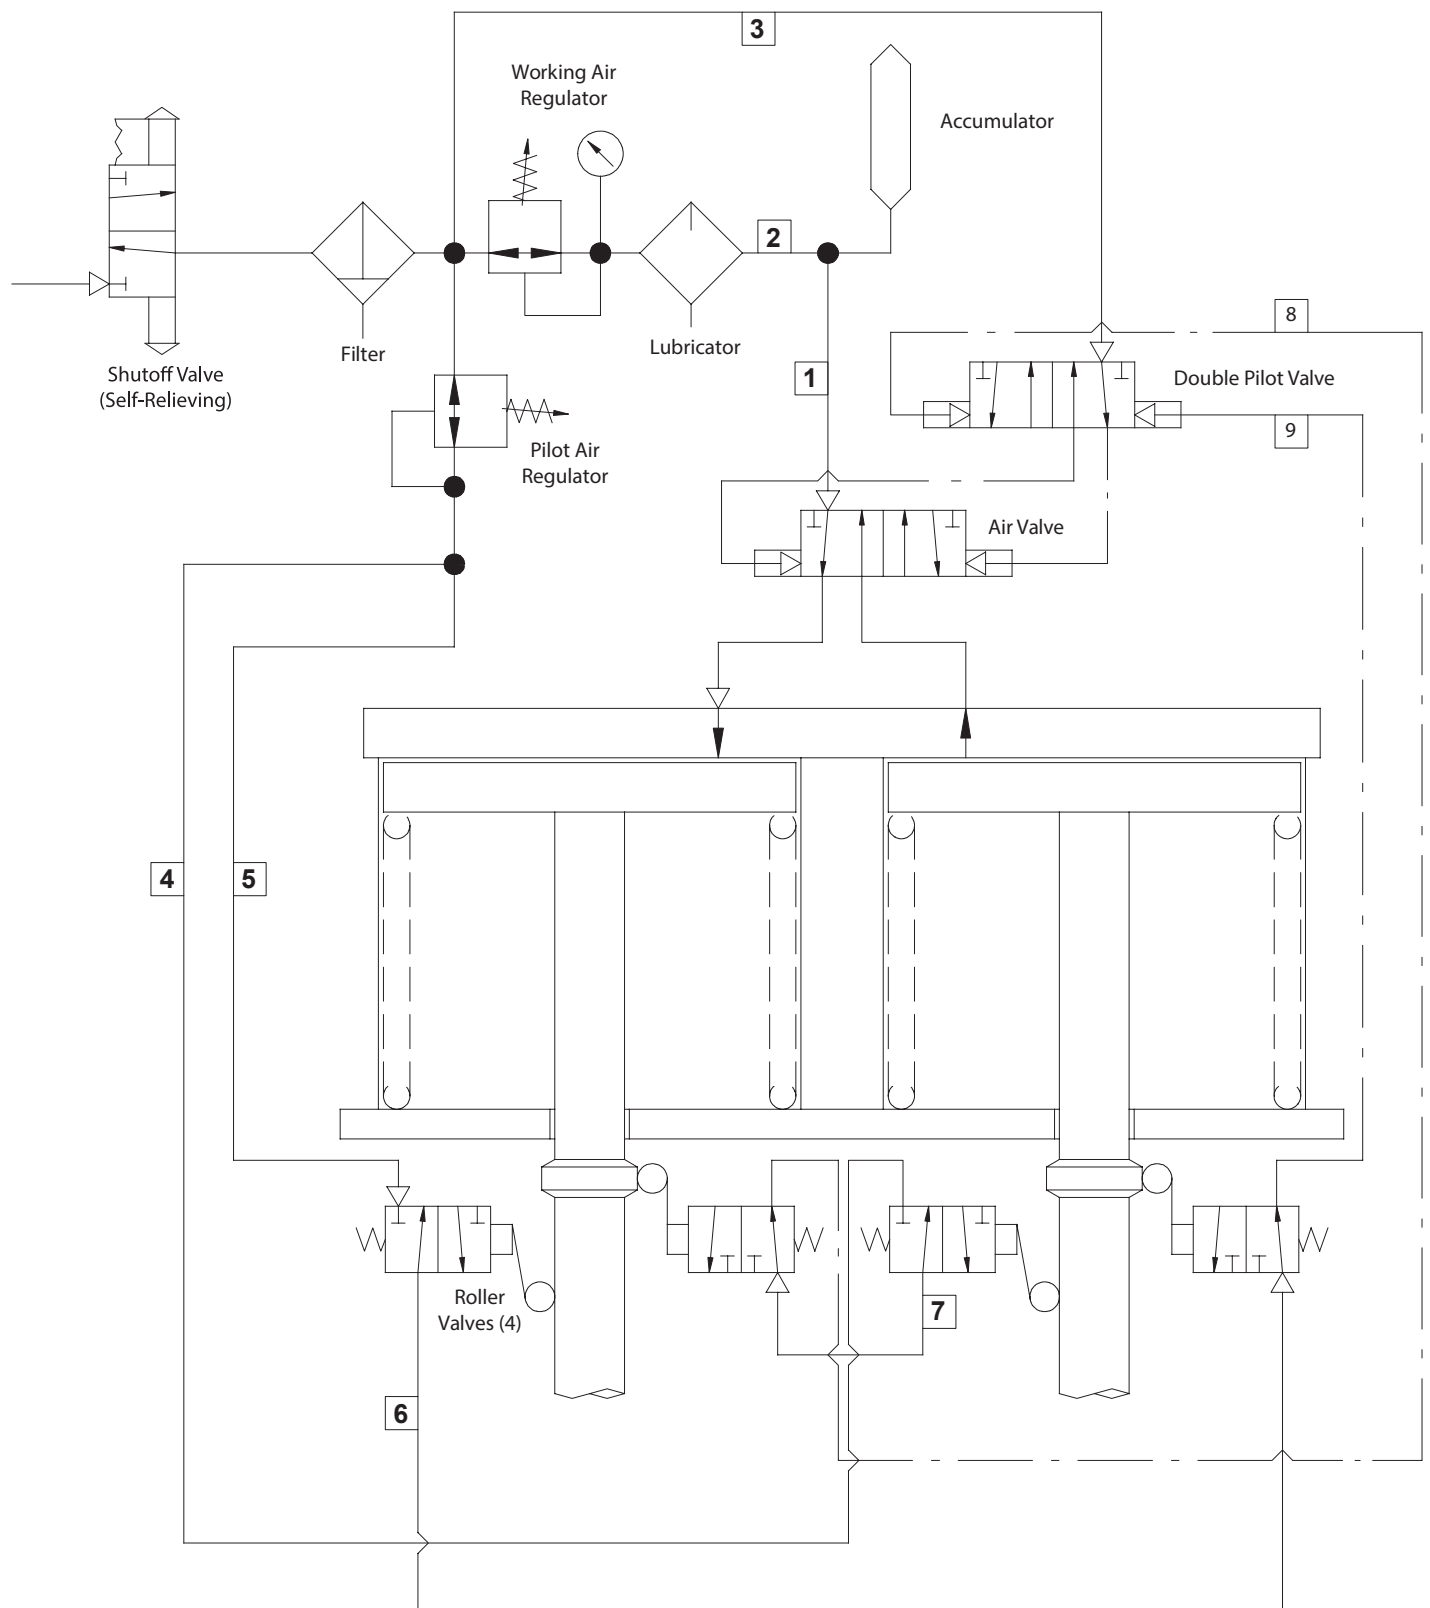 3
Working Air
Regulator
Accumulator
2
8
Filter
Lubricator
Shutoff Valve
(Self-Relieving)
1
Double Pilot Valve
9
Pilot Air
Regulator
Air Valve
4
5
Roller
Valves (4)
7
6